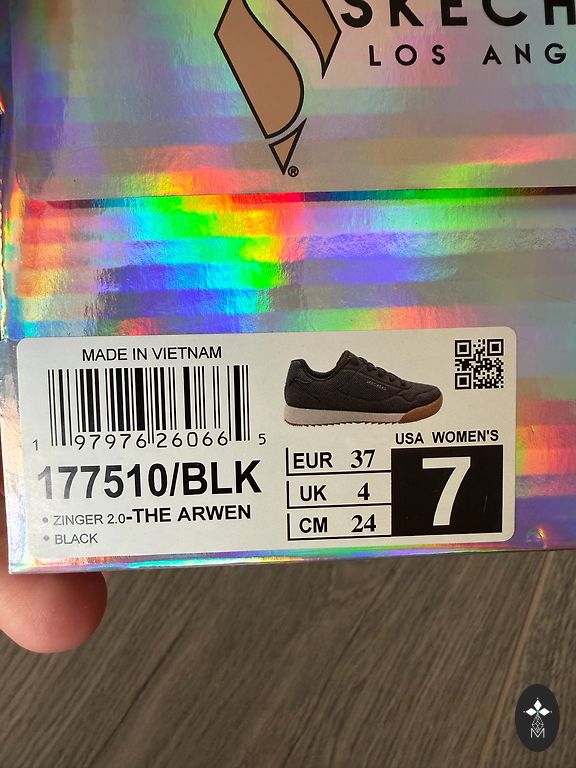 SKECH
LOS ANG
®
MADE IN VIETNAM
1 97976 26066 5
177510/BLK
• ZINGER 2.0-THE ARWEN
• BLACK
EUR 37
UK 4
CM 24
USA WOMEN'S
7
M